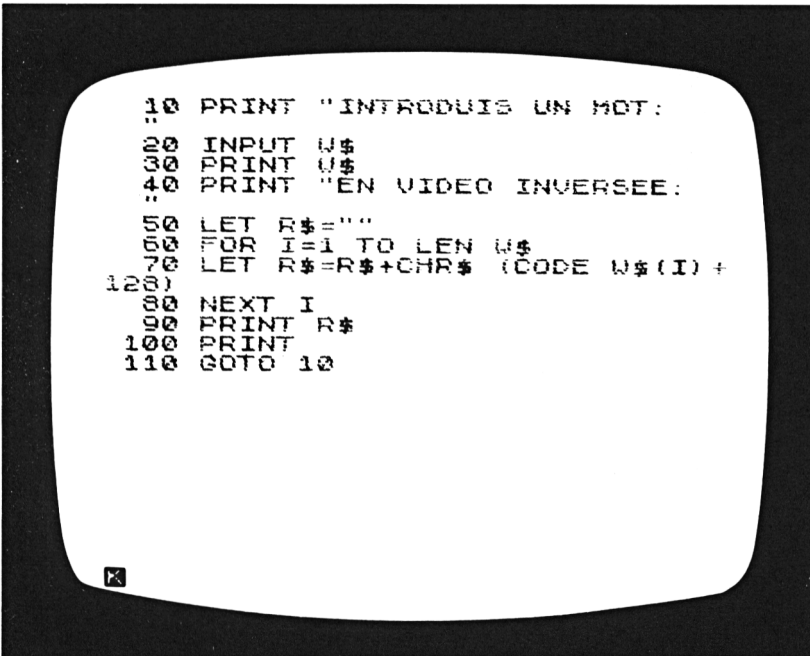 10 PRINT "INTRODUIS UN MOT:
"
20 INPUT W$
30 PRINT W$
40 PRINT "EN VIDEO INVERSEE:
"
50 LET R$=""
60 FOR I=1 TO LEN W$
70 LET R$=R$+CHR$ (CODE W$(I)+
128)
80 NEXT I
90 PRINT R$
100 PRINT
110 GOTO 10
K